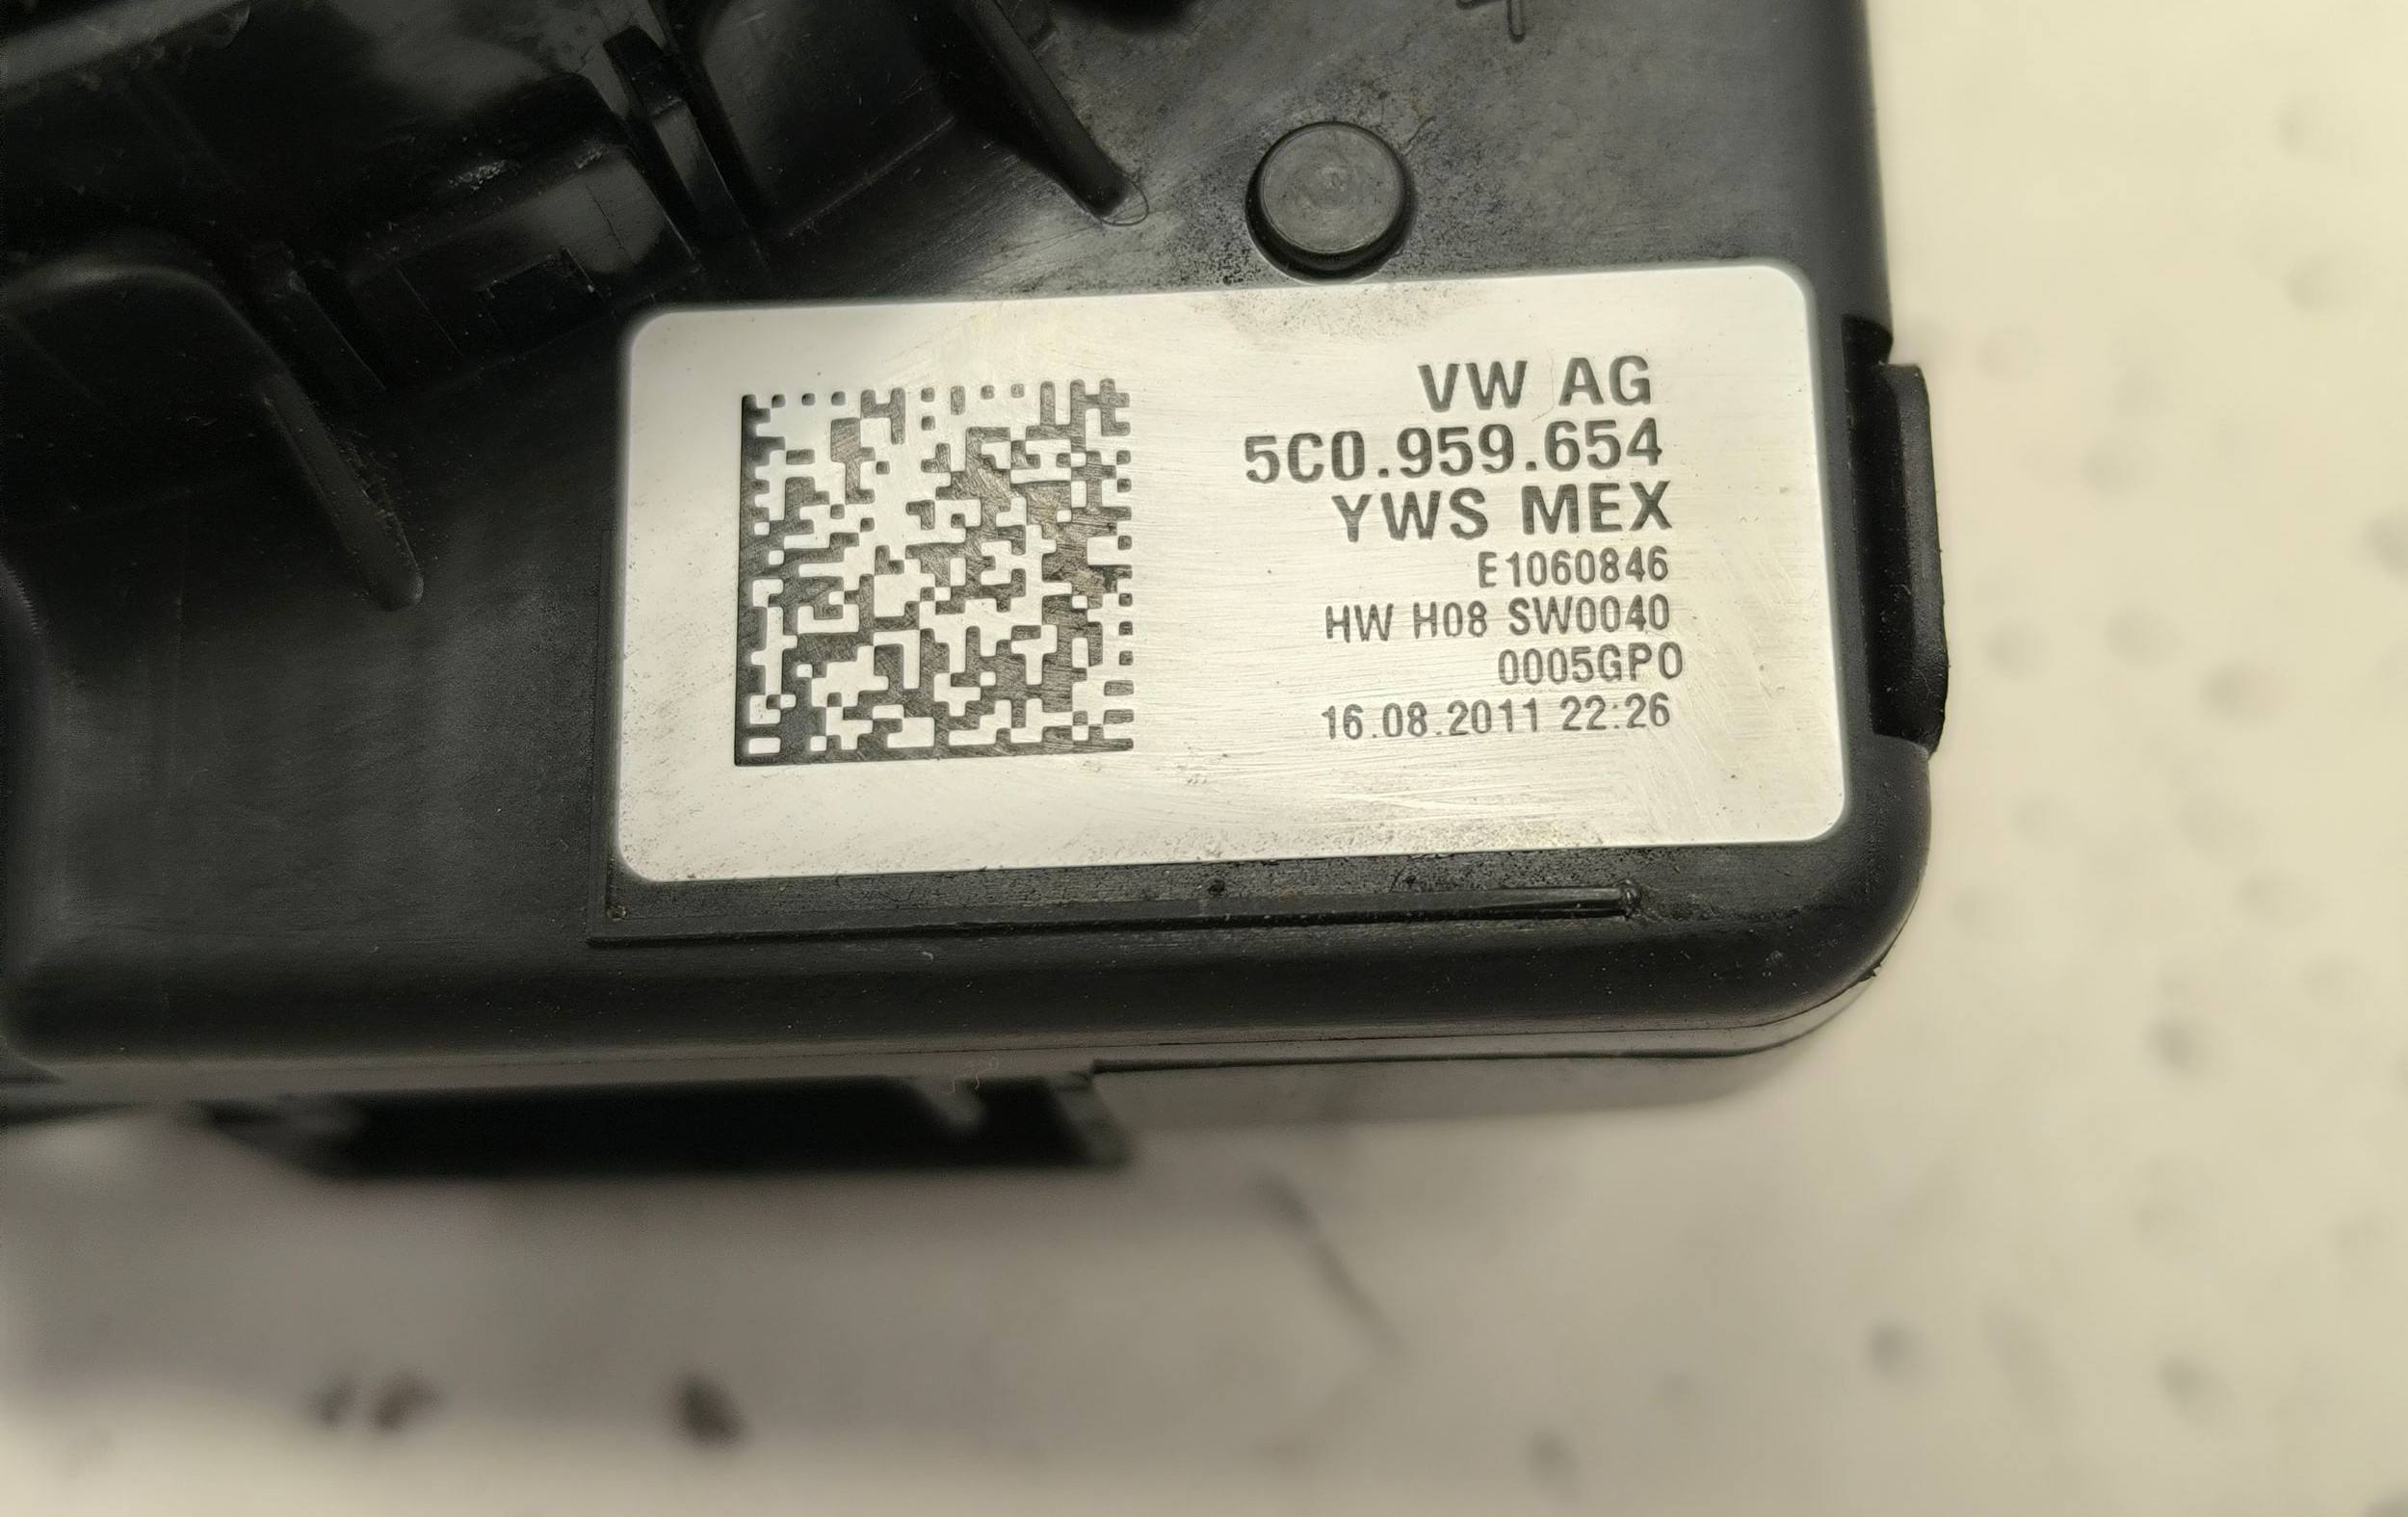 VW AG
5C0.959.654
YWS MEX
E1060846
HW H08 SW0040
0005GP0
16.08.2011 22:26